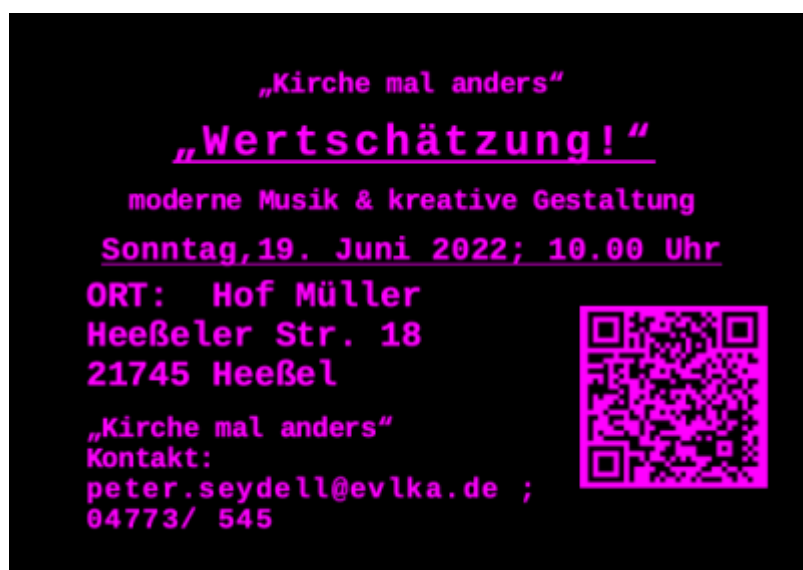 „Kirche mal anders“
„Wertschätzung!“
moderne Musik & kreative Gestaltung
Sonntag,19. Juni 2022; 10.00 Uhr
ORT:  Hof Müller
Heeßeler Str. 18
21745 Heeßel
„Kirche mal anders“
Kontakt:
peter.seydell@evlka.de ;
04773/ 545